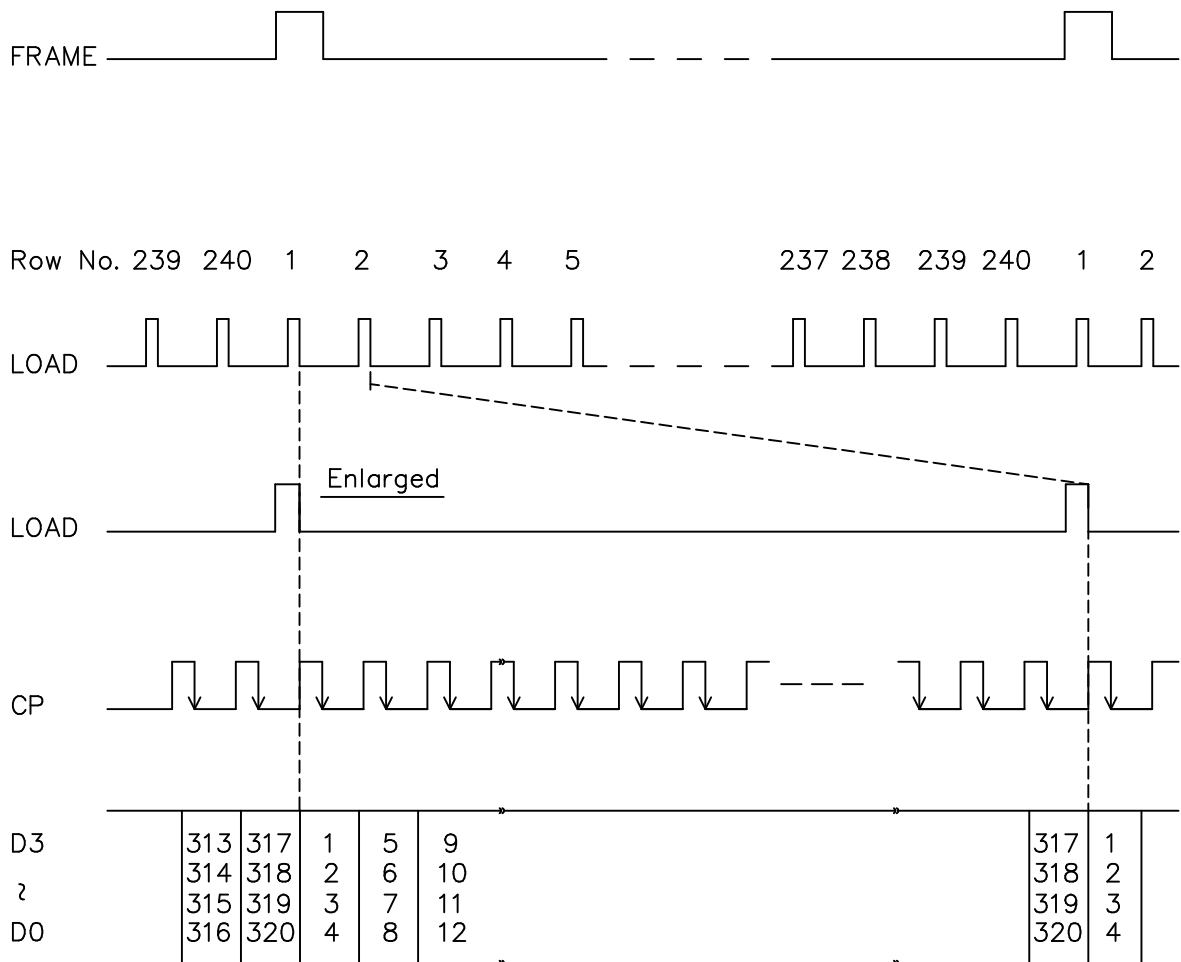 FRAME
Row No. 239 240 1 2 3 4 5 237 238 239 240 1 2
LOAD
Enlarged
LOAD
CP
D3 313 317 1 5 9 317 1
314 318 2 6 10 318 2
~ 315 319 3 7 11 319 3
D0 316 320 4 8 12 320 4